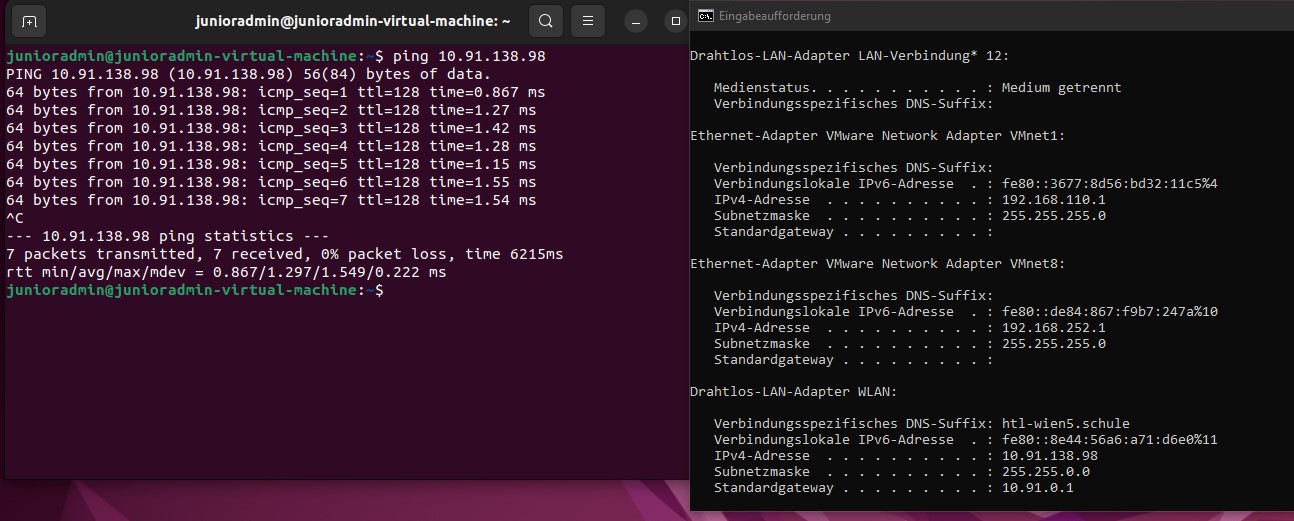 junioradmin@junioradmin-virtual-machine: ~
junioradmin@junioradmin-virtual-machine:~$ ping 10.91.138.98
PING 10.91.138.98 (10.91.138.98) 56(84) bytes of data.
64 bytes from 10.91.138.98: icmp_seq=1 ttl=128 time=0.867 ms
64 bytes from 10.91.138.98: icmp_seq=2 ttl=128 time=1.27 ms
64 bytes from 10.91.138.98: icmp_seq=3 ttl=128 time=1.42 ms
64 bytes from 10.91.138.98: icmp_seq=4 ttl=128 time=1.28 ms
64 bytes from 10.91.138.98: icmp_seq=5 ttl=128 time=1.15 ms
64 bytes from 10.91.138.98: icmp_seq=6 ttl=128 time=1.55 ms
64 bytes from 10.91.138.98: icmp_seq=7 ttl=128 time=1.54 ms
^C
--- 10.91.138.98 ping statistics ---
7 packets transmitted, 7 received, 0% packet loss, time 6215ms
rtt min/avg/max/mdev = 0.867/1.297/1.549/0.222 ms
junioradmin@junioradmin-virtual-machine:~$
Eingabeaufforderung
Drahtlos-LAN-Adapter LAN-Verbindung* 12:
Medienstatus. . . . . . . . . . . : Medium getrennt
Verbindungsspezifisches DNS-Suffix:
Ethernet-Adapter VMware Network Adapter VMnet1:
Verbindungsspezifisches DNS-Suffix:
Verbindungslokale IPv6-Adresse  . : fe80::3677:8d56:bd32:11c5%4
IPv4-Adresse  . . . . . . . . . . : 192.168.110.1
Subnetzmaske  . . . . . . . . . . : 255.255.255.0
Standardgateway . . . . . . . . . :
Ethernet-Adapter VMware Network Adapter VMnet8:
Verbindungsspezifisches DNS-Suffix:
Verbindungslokale IPv6-Adresse  . : fe80::de84:867:f9b7:247a%10
IPv4-Adresse  . . . . . . . . . . : 192.168.252.1
Subnetzmaske  . . . . . . . . . . : 255.255.255.0
Standardgateway . . . . . . . . . :
Drahtlos-LAN-Adapter WLAN:
Verbindungsspezifisches DNS-Suffix: htl-wien5.schule
Verbindungslokale IPv6-Adresse  . : fe80::8e44:56a6:a71:d6e0%11
IPv4-Adresse  . . . . . . . . . . : 10.91.138.98
Subnetzmaske  . . . . . . . . . . : 255.255.0.0
Standardgateway . . . . . . . . . : 10.91.0.1